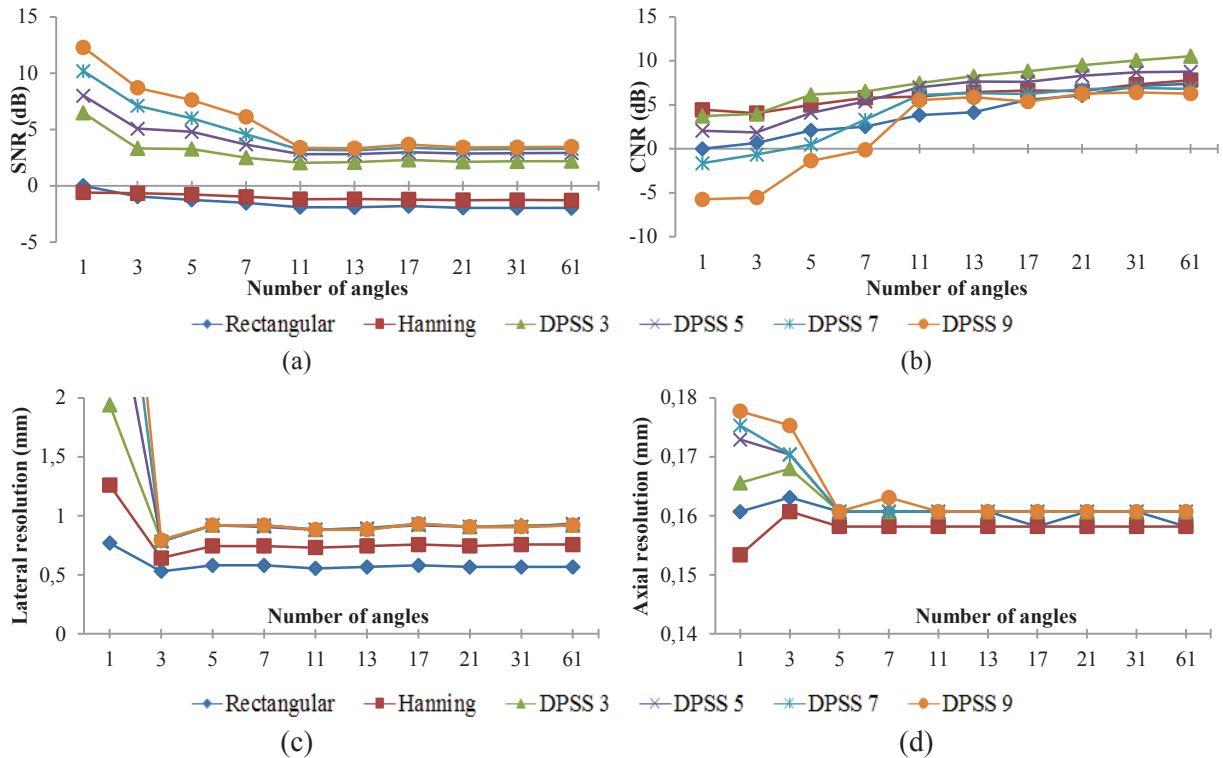 15
10
5
0
-5
SNR (dB)
1 3 5 7 11 13 17 21 31 61
Number of angles
15
10
5
0
-5
-10
CNR (dB)
1 3 5 7 11 13 17 21 31 61
Number of angles
Rectangular Hanning DPSS 3 DPSS 5 DPSS 7 DPSS 9
(a)
(b)
2
1,5
1
0,5
0
Lateral resolution (mm)
Number of angles
1 3 5 7 11 13 17 21 31 61
0,18
0,17
0,16
0,15
0,14
Axial resolution (mm)
Number of angles
1 3 5 7 11 13 17 21 31 61
Rectangular Hanning DPSS 3 DPSS 5 DPSS 7 DPSS 9
(c)
(d)